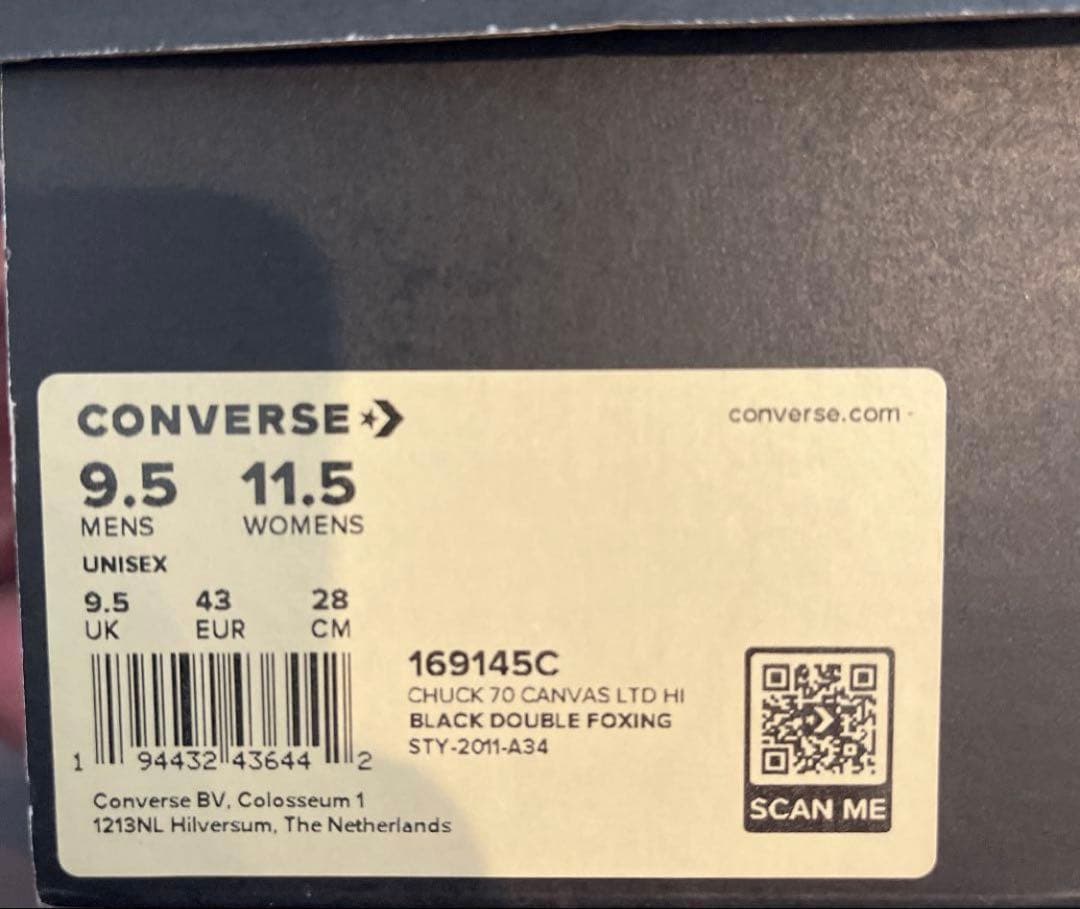 CONVERSE
converse.com
9.5 11.5
MENS WOMENS
UNISEX
9.5 43 28
UK EUR CM
1 94432 43644 2
169145C
CHUCK 70 CANVAS LTD HI
BLACK DOUBLE FOXING
STY-2011-A34
SCAN ME
Converse BV, Colosseum 1
1213NL Hilversum, The Netherlands